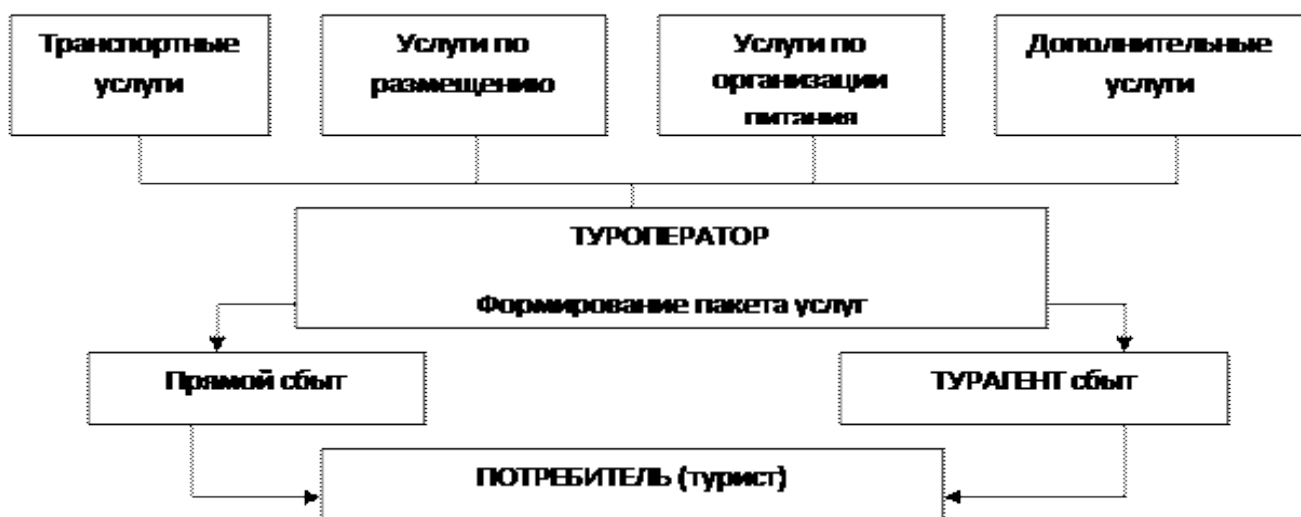 Транспортные
услуги
Услуги по
размещению
Услуги по
организации
питания
Дополнительные
услуги
ТУРОПЕРАТОР
Формирование пакета услуг
Прямой сбыт
ТУРАГЕНТ сбыт
ПОТРЕБИТЕЛЬ (турист)